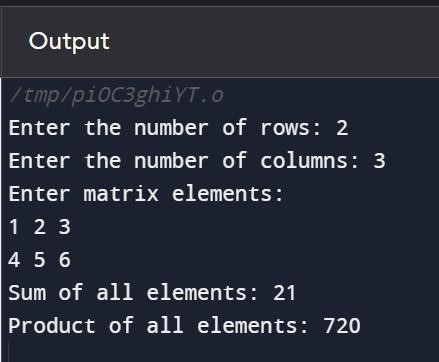 Output
/tmp/piOC3ghiYT.o
Enter the number of rows: 2
Enter the number of columns: 3
Enter matrix elements:
1 2 3
4 5 6
Sum of all elements: 21
Product of all elements: 720